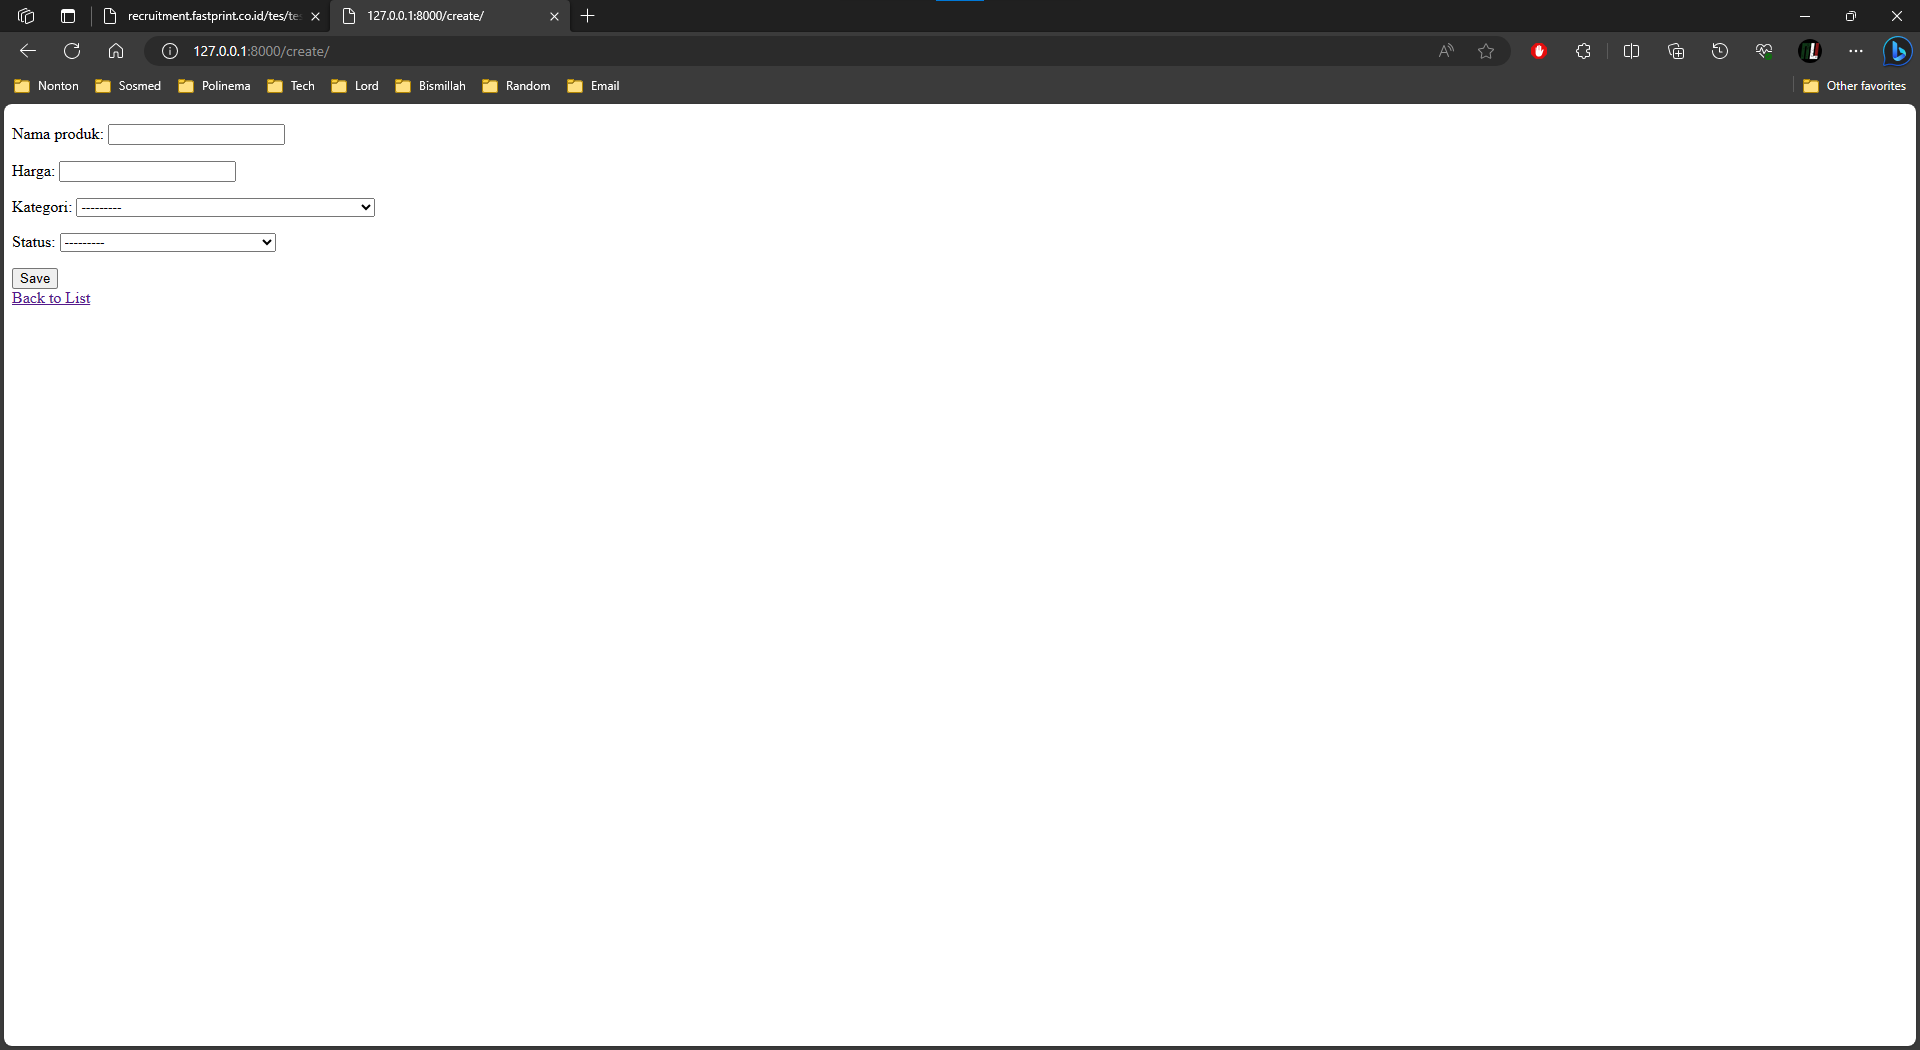 recruitment.fastprint.co.id/tes/tes
127.0.0.1:8000/create/
127.0.0.1:8000/create/
Nonton Sosmed Polinema Tech Lord Bismillah Random Email Other favorites
Nama produk:
Harga:
Kategori: ---------
Status: ---------
Save
Back to List